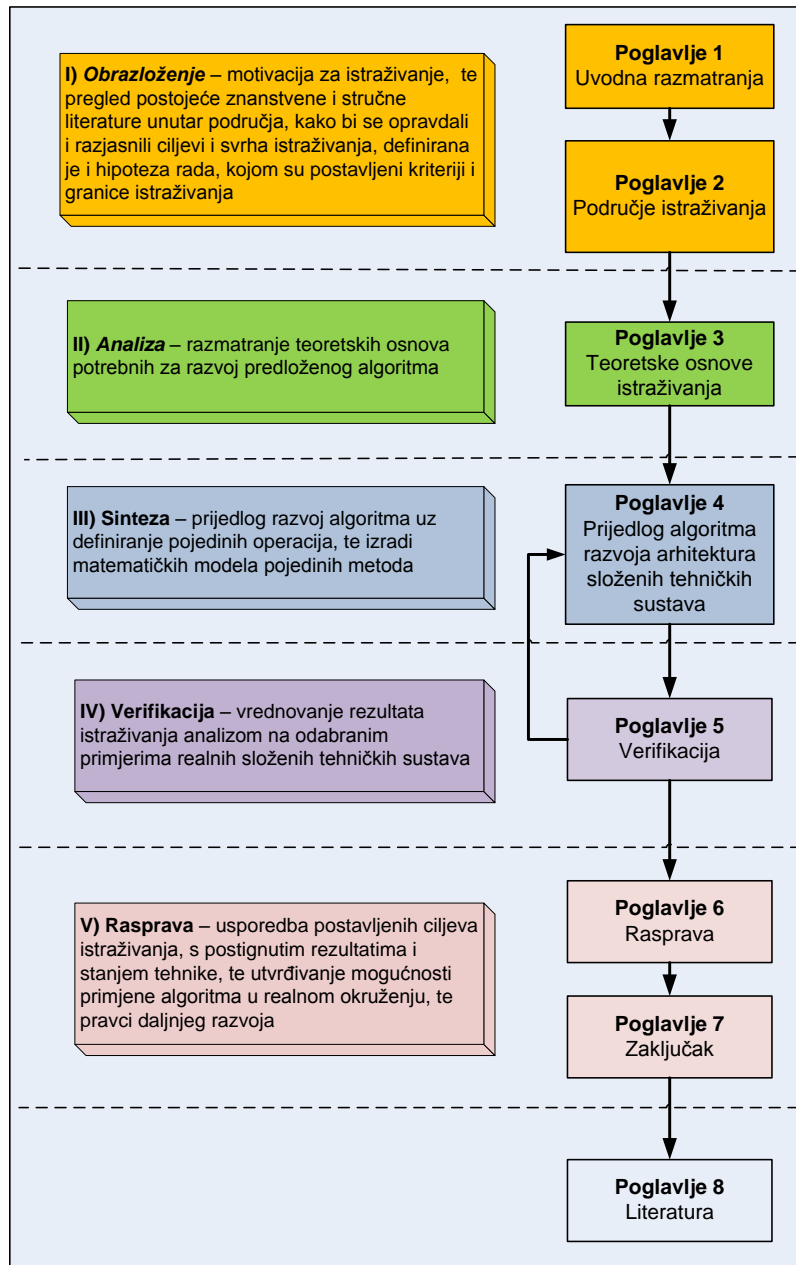 I) Obrazloženje – motivacija za istraživanje, te
pregled postojeće znanstvene i stručne
literature unutar područja, kako bi se opravdali
i razjasnili ciljevi i svrha istraživanja, definirana
je i hipoteza rada, kojom su postavljeni kriteriji i
granice istraživanja
Poglavlje 1
Uvodna razmatranja
Poglavlje 2
Područje istraživanja
II) Analiza – razmatranje teoretskih osnova
potrebnih za razvoj predloženog algoritma
Poglavlje 3
Teoretske osnove
istraživanja
III) Sinteza – prijedlog razvoj algoritma uz
definiranje pojedinih operacija, te izradi
matematičkih modela pojedinih metoda
Poglavlje 4
Prijedlog algoritma
razvoja arhitektura
složenih tehničkih
sustava
IV) Verifikacija – vrednovanje rezultata
istraživanja analizom na odabranim
primjerima realnih složenih tehničkih sustava
Poglavlje 5
Verifikacija
V) Rasprava – usporedba postavljenih ciljeva
istraživanja, s postignutim rezultatima i
stanjem tehnike, te utvrđivanje mogućnosti
primjene algoritma u realnom okruženju, te
pravci daljnjeg razvoja
Poglavlje 6
Rasprava
Poglavlje 7
Zaključak
Poglavlje 8
Literatura